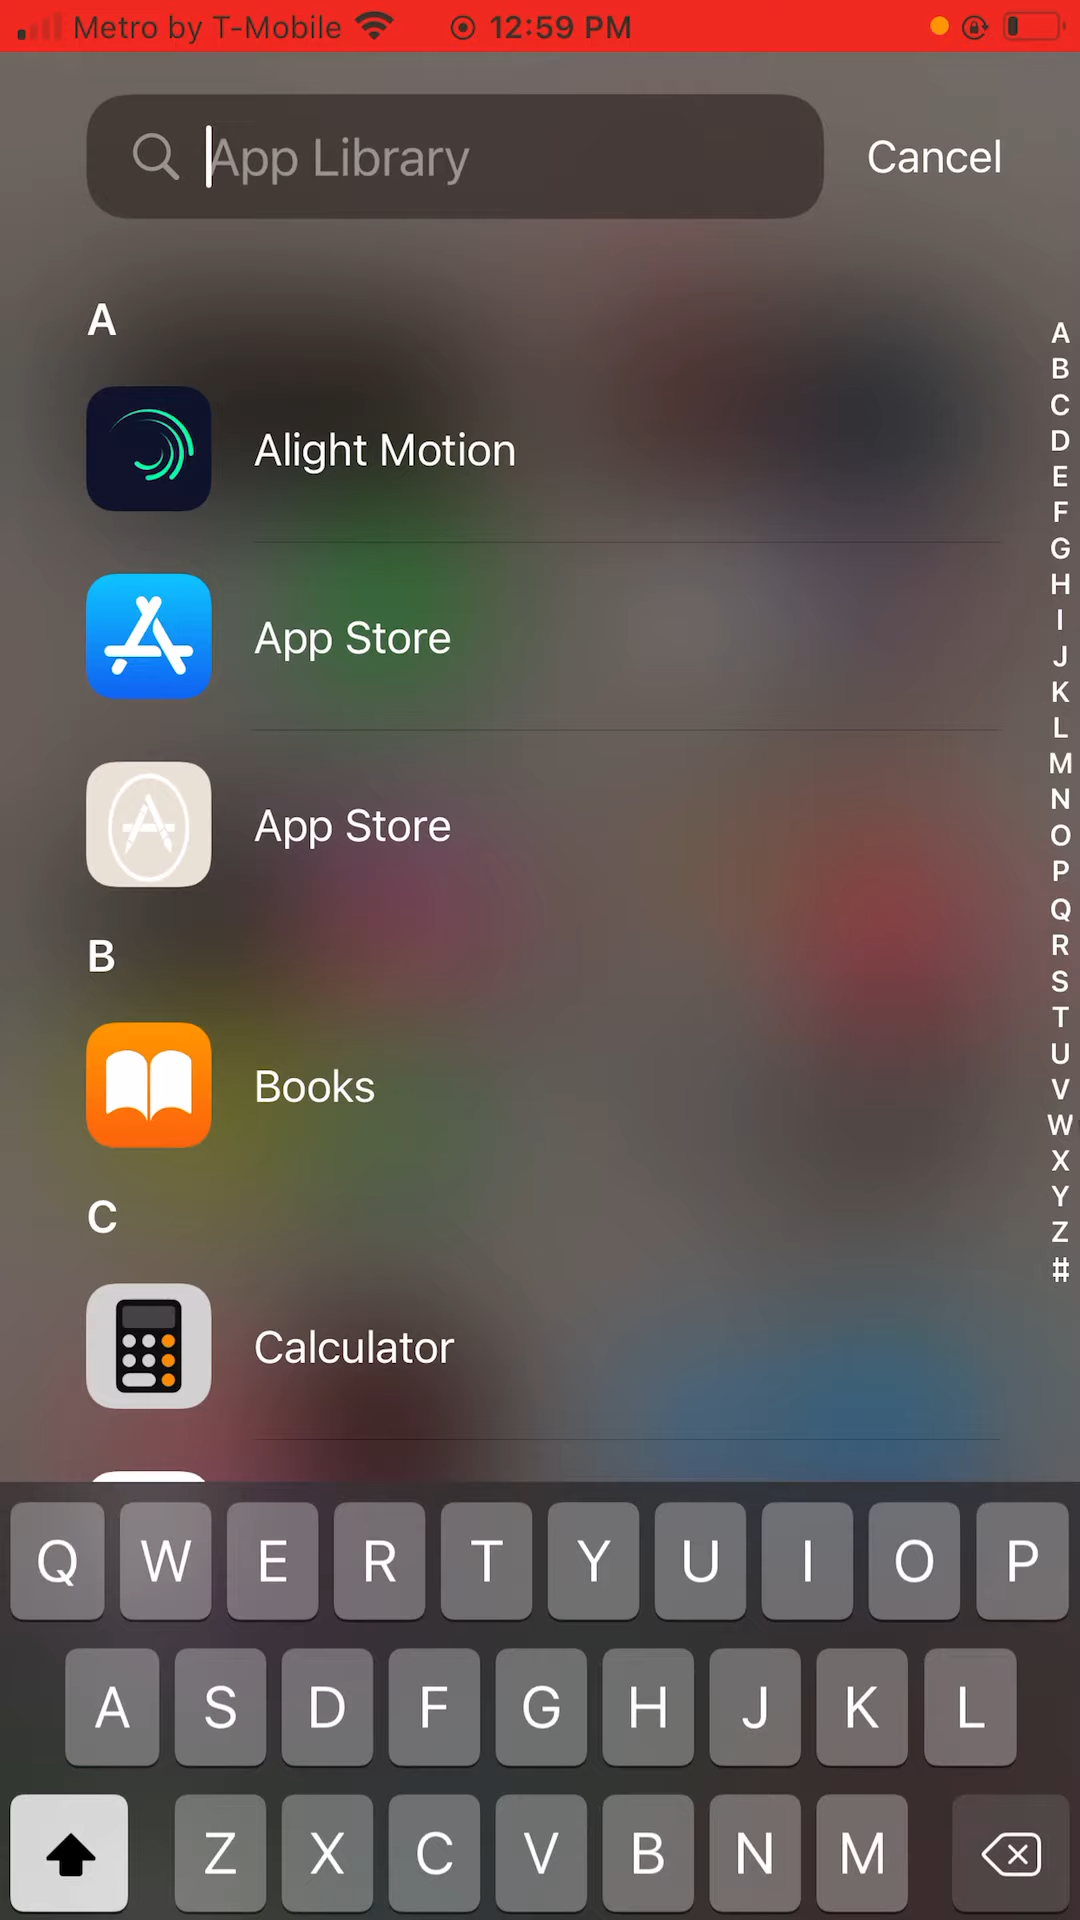 Metro by T-Mobile 12:59 PM
App Library Cancel
A
Alight Motion
App Store
App Store
B
Books
C
Calculator
A
B
C
D
E
F
G
H
I
J
K
L
M
N
O
P
Q
R
S
T
U
V
W
X
Y
Z
#
Q W E R T Y U I O P
A S D F G H J K L
Z X C V B N M